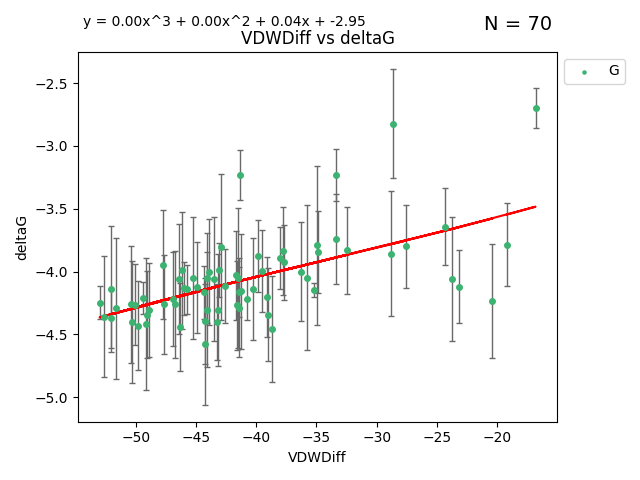 y = 0.00x^3 + 0.00x^2 + 0.04x + -2.95
N = 70
VDWDiff vs deltaG
G
deltaG
−2.5
−3.0
−3.5
−4.0
−4.5
−5.0
−50
−45
−40
−35
−30
−25
−20
VDWDiff